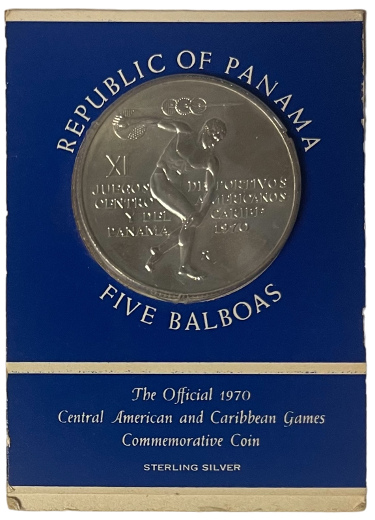 REPUBLIC OF PANAMA
XI
JUEGOS DEPORTIVOS
CENTRO AMERICANOS
Y DEL CARIBE
PANAMA, 1970
FIVE BALBOAS
The Official 1970
Central American and Caribbean Games
Commemorative Coin
STERLING SILVER